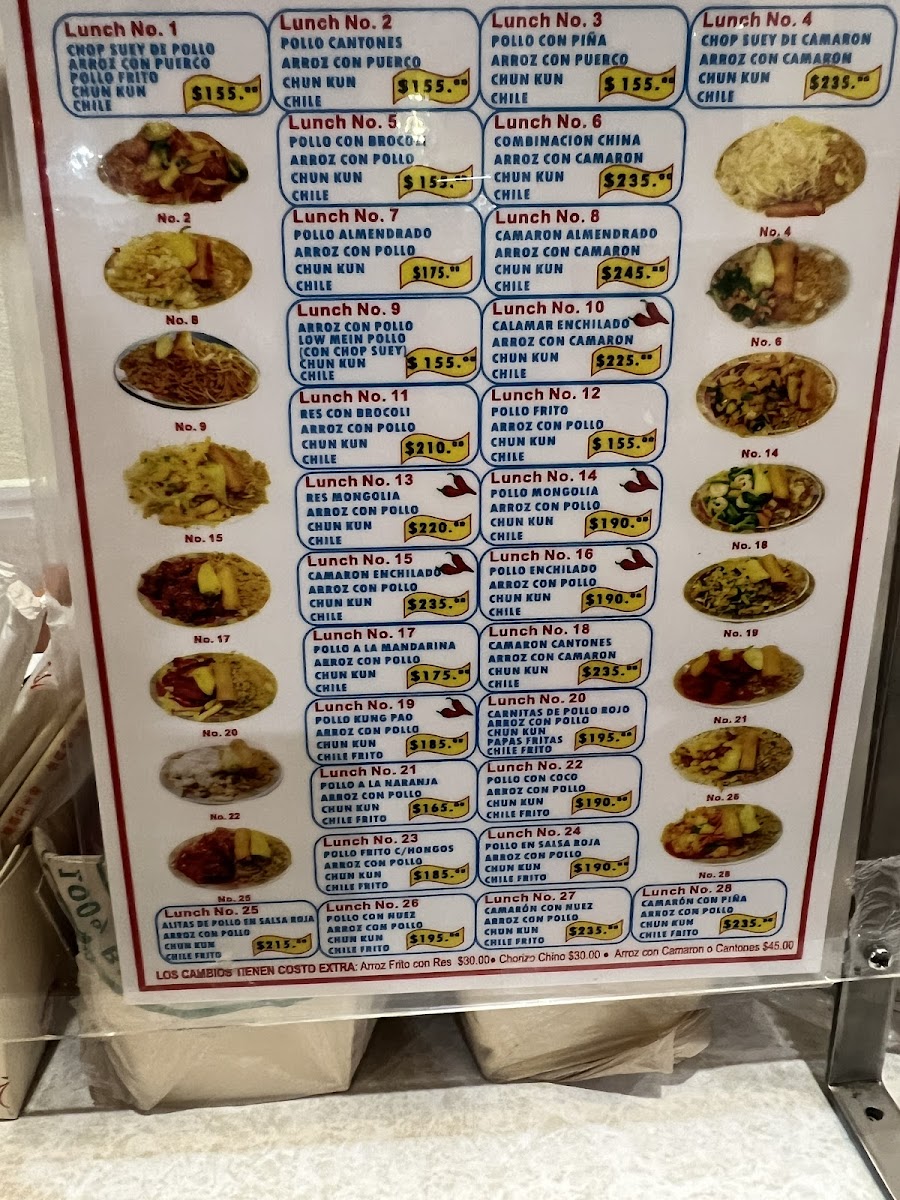 Lunch No. 1
CHOP SUEY DE POLLO
ARROZ CON PUERCO
POLLO FRITO
CHUN KUN
CHILE
$155.00
Lunch No. 2
POLLO CANTONES
ARROZ CON PUERCO
CHUN KUN
CHILE
$155.00
Lunch No. 3
POLLO CON PIÑA
ARROZ CON PUERCO
CHUN KUN
CHILE
$155.00
Lunch No. 4
CHOP SUEY DE CAMARON
ARROZ CON CAMARON
CHUN KUN
CHILE
$235.00
Lunch No. 5
POLLO CON BROCOLI
ARROZ CON POLLO
CHUN KUN
CHILE
$155.00
Lunch No. 6
COMBINACION CHINA
ARROZ CON CAMARON
CHUN KUN
CHILE
$235.00
Lunch No. 7
POLLO ALMENDRADO
ARROZ CON POLLO
CHUN KUN
CHILE
$175.00
Lunch No. 8
CAMARON ALMENDRADO
ARROZ CON CAMARON
CHUN KUN
CHILE
$245.00
Lunch No. 9
ARROZ CON POLLO
LOW MEIN POLLO
(CON CHOP SUEY)
CHUN KUN
CHILE
$155.00
Lunch No. 10
CALAMAR ENCHILADO
ARROZ CON CAMARON
CHUN KUN
CHILE
$225.00
Lunch No. 11
RES CON BROCOLI
ARROZ CON POLLO
CHUN KUN
CHILE
$210.00
Lunch No. 12
POLLO FRITO
ARROZ CON POLLO
CHUN KUN
CHILE
$155.00
Lunch No. 13
RES MONGOLIA
ARROZ CON POLLO
CHUN KUN
CHILE
$220.00
Lunch No. 14
POLLO MONGOLIA
ARROZ CON POLLO
CHUN KUN
CHILE
$190.00
Lunch No. 15
CAMARON ENCHILADO
ARROZ CON POLLO
CHUN KUN
CHILE
$235.00
Lunch No. 16
POLLO ENCHILADO
ARROZ CON POLLO
CHUN KUN
CHILE
$190.00
Lunch No. 17
POLLO A LA MANDARINA
ARROZ CON POLLO
CHUN KUN
CHILE
$175.00
Lunch No. 18
CAMARON CANTONES
ARROZ CON CAMARON
CHUN KUN
CHILE
$235.00
Lunch No. 19
POLLO KUNG PAO
ARROZ CON POLLO
CHUN KUN
CHILE FRITO
$185.00
Lunch No. 20
CARNITAS DE POLLO ROJO
ARROZ CON POLLO
CHUN KUN
PAPAS FRITAS
CHILE FRITO
$195.00
Lunch No. 21
POLLO A LA NARANJA
ARROZ CON POLLO
CHUN KUN
CHILE FRITO
$165.00
Lunch No. 22
POLLO CON COCO
ARROZ CON POLLO
CHUN KUN
CHILE FRITO
$190.00
Lunch No. 23
POLLO FRITO C/HONGOS
ARROZ CON POLLO
CHUN KUN
CHILE FRITO
$185.00
Lunch No. 24
POLLO EN SALSA ROJA
ARROZ CON POLLO
CHUN KUN
CHILE FRITO
$190.00
Lunch No. 25
ALITAS DE POLLO EN SALSA ROJA
ARROZ CON POLLO
CHUN KUN
CHILE FRITO
$215.00
Lunch No. 26
POLLO CON NUEZ
ARROZ CON POLLO
CHUN KUN
CHILE FRITO
$195.00
Lunch No. 27
CAMARÓN CON NUEZ
ARROZ CON POLLO
CHUN KUN
CHILE FRITO
$235.00
Lunch No. 28
CAMARÓN CON PIÑA
ARROZ CON POLLO
CHUN KUN
CHILE FRITO
$235.00
No. 2
No. 8
No. 9
No. 15
No. 17
No. 20
No. 22
No. 25
No. 4
No. 6
No. 14
No. 18
No. 19
No. 21
No. 26
No. 28
LOS CAMBIOS TIENEN COSTO EXTRA: Arroz Frito con Res $30.00 • Chorizo Chino $30.00 • Arroz con Camaron o Cantones $45.00
100%